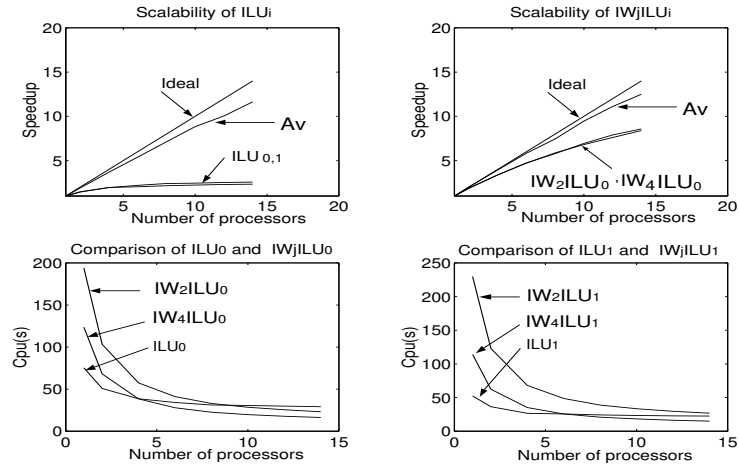 Scalability of ILUi
20
15
10
5
Speedup
Ideal
Av
ILU0,1
5
10
15
20
Number of processors
Scalability of IWjILUi
20
15
10
5
Speedup
Ideal
Av
IW2ILU0 , IW4ILU0
5
10
15
20
Number of processors
Comparison of ILU0 and IWjILU0
200
150
100
50
0
Cpu(s)
IW2ILU0
IW4ILU0
ILU0
0
5
10
15
Number of processors
Comparison of ILU1 and IWjILU1
250
200
150
100
50
0
Cpu(s)
IW2ILU1
IW4ILU1
ILU1
0
5
10
15
Number of processors